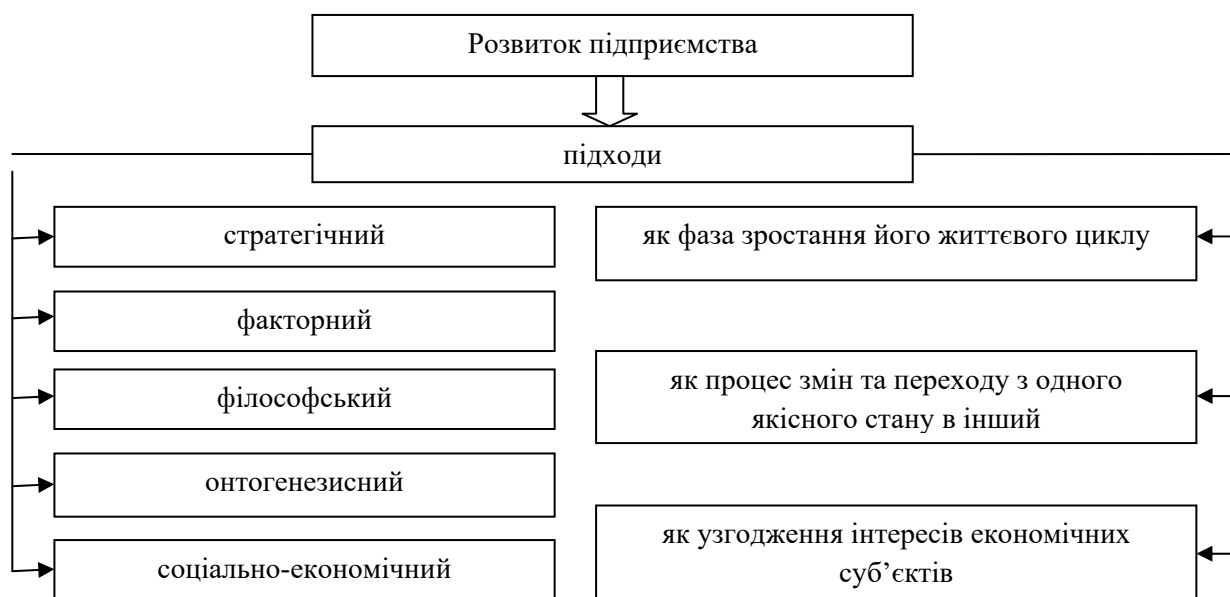 Розвиток підприємства
підходи
стратегічний
факторний
філософський
онтогенезисний
соціально-економічний
як фаза зростання його життєвого циклу
як процес змін та переходу з одного
якісного стану в інший
як узгодження інтересів економічних
суб’єктів